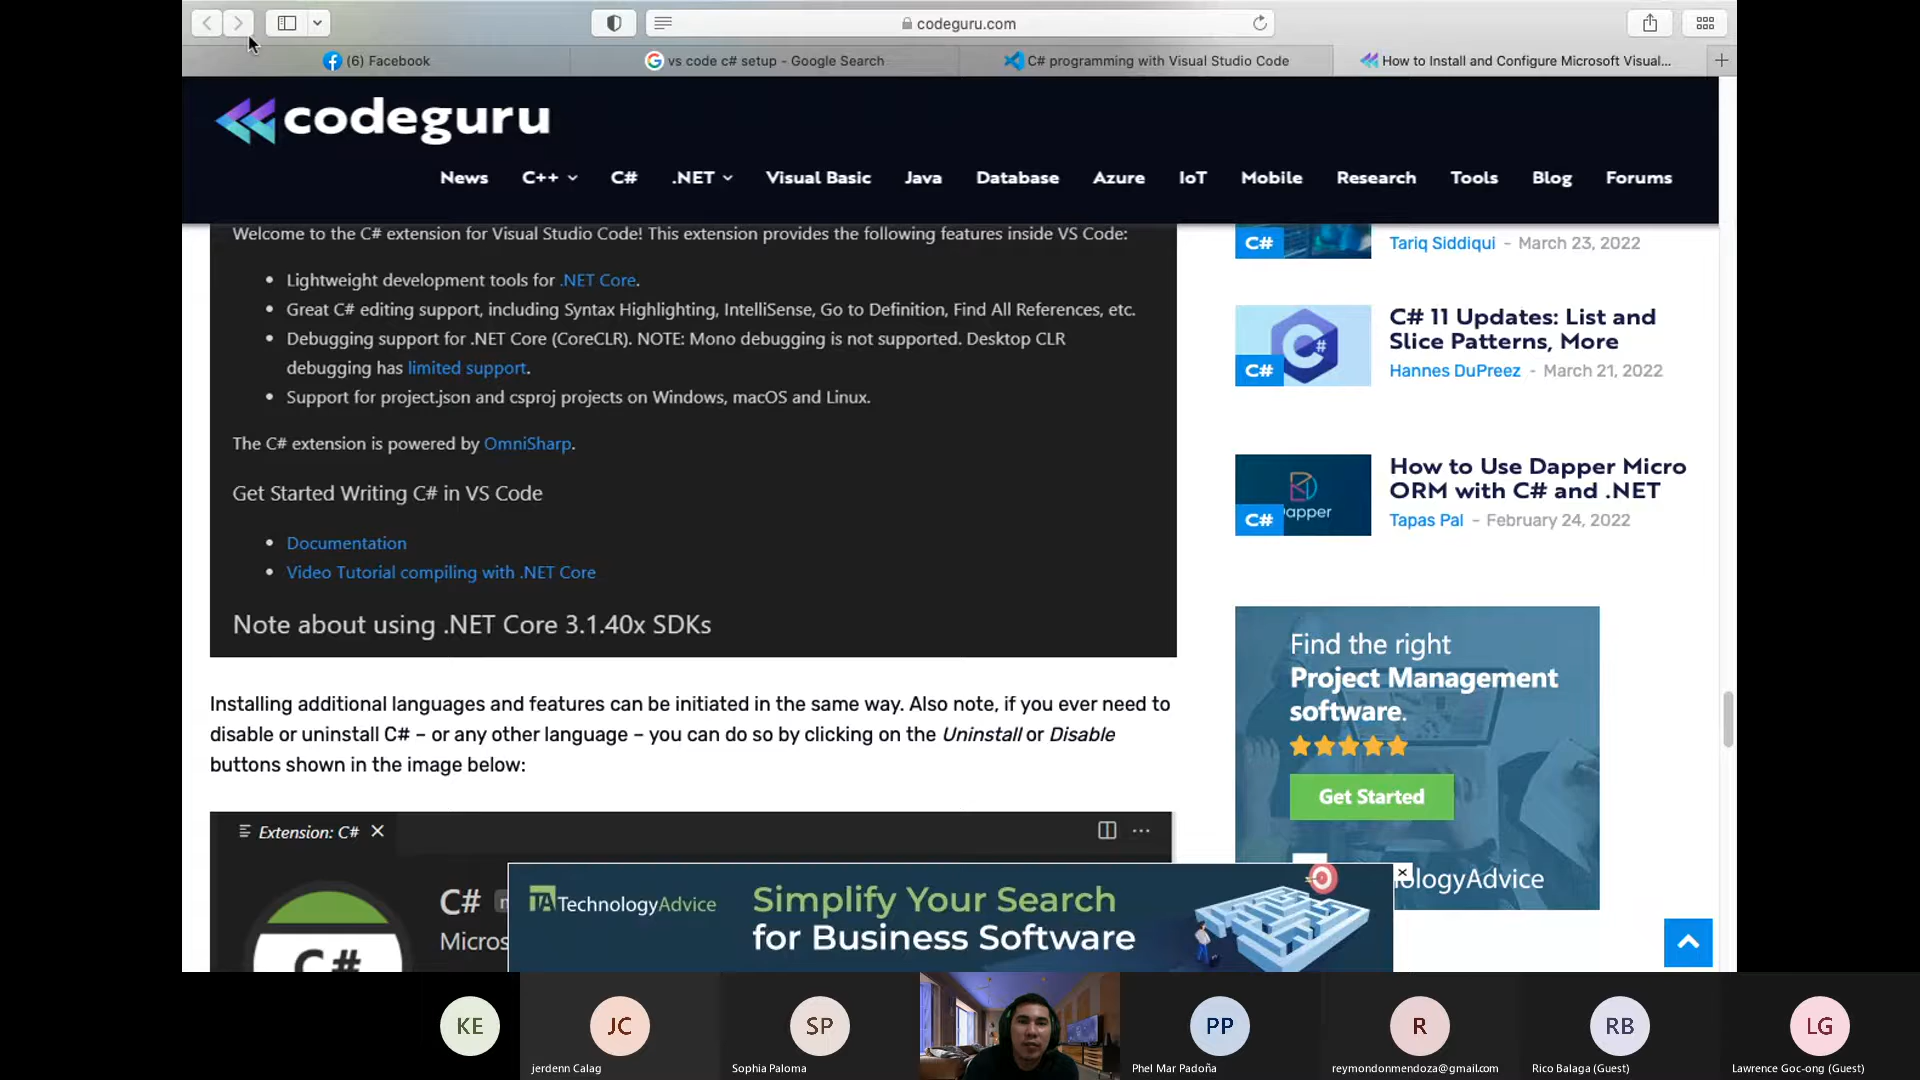 codeguru.com
(6) Facebook
vs code c# setup - Google Search
C# programming with Visual Studio Code
How to Install and Configure Microsoft Visual...
codeguru
News
C++
C#
.NET
Visual Basic
Java
Database
Azure
IoT
Mobile
Research
Tools
Blog
Forums
Welcome to the C# extension for Visual Studio Code! This extension provides the following features inside VS Code:
• Lightweight development tools for .NET Core.
• Great C# editing support, including Syntax Highlighting, IntelliSense, Go to Definition, Find All References, etc.
• Debugging support for .NET Core (CoreCLR). NOTE: Mono debugging is not supported. Desktop CLR
debugging has limited support.
• Support for project.json and csproj projects on Windows, macOS and Linux.
The C# extension is powered by OmniSharp.
Get Started Writing C# in VS Code
• Documentation
• Video Tutorial compiling with .NET Core
Note about using .NET Core 3.1.40x SDKs
Installing additional languages and features can be initiated in the same way. Also note, if you ever need to
disable or uninstall C# – or any other language – you can do so by clicking on the Uninstall or Disable
buttons shown in the image below:
Extension: C#
C#
Micros
C#
C#
Tariq Siddiqui - March 23, 2022
C#
C#
C# 11 Updates: List and
Slice Patterns, More
Hannes DuPreez - March 21, 2022
apper
C#
How to Use Dapper Micro
ORM with C# and .NET
Tapas Pal - February 24, 2022
Find the right
Project Management
software.
Get Started
ologyAdvice
TA TechnologyAdvice
Simplify Your Search
for Business Software
KE
JC
jerdenn Calag
SP
Sophia Paloma
PP
Phel Mar Padoña
R
reymondonmendoza@gmail.com
RB
Rico Balaga (Guest)
LG
Lawrence Goc-ong (Guest)